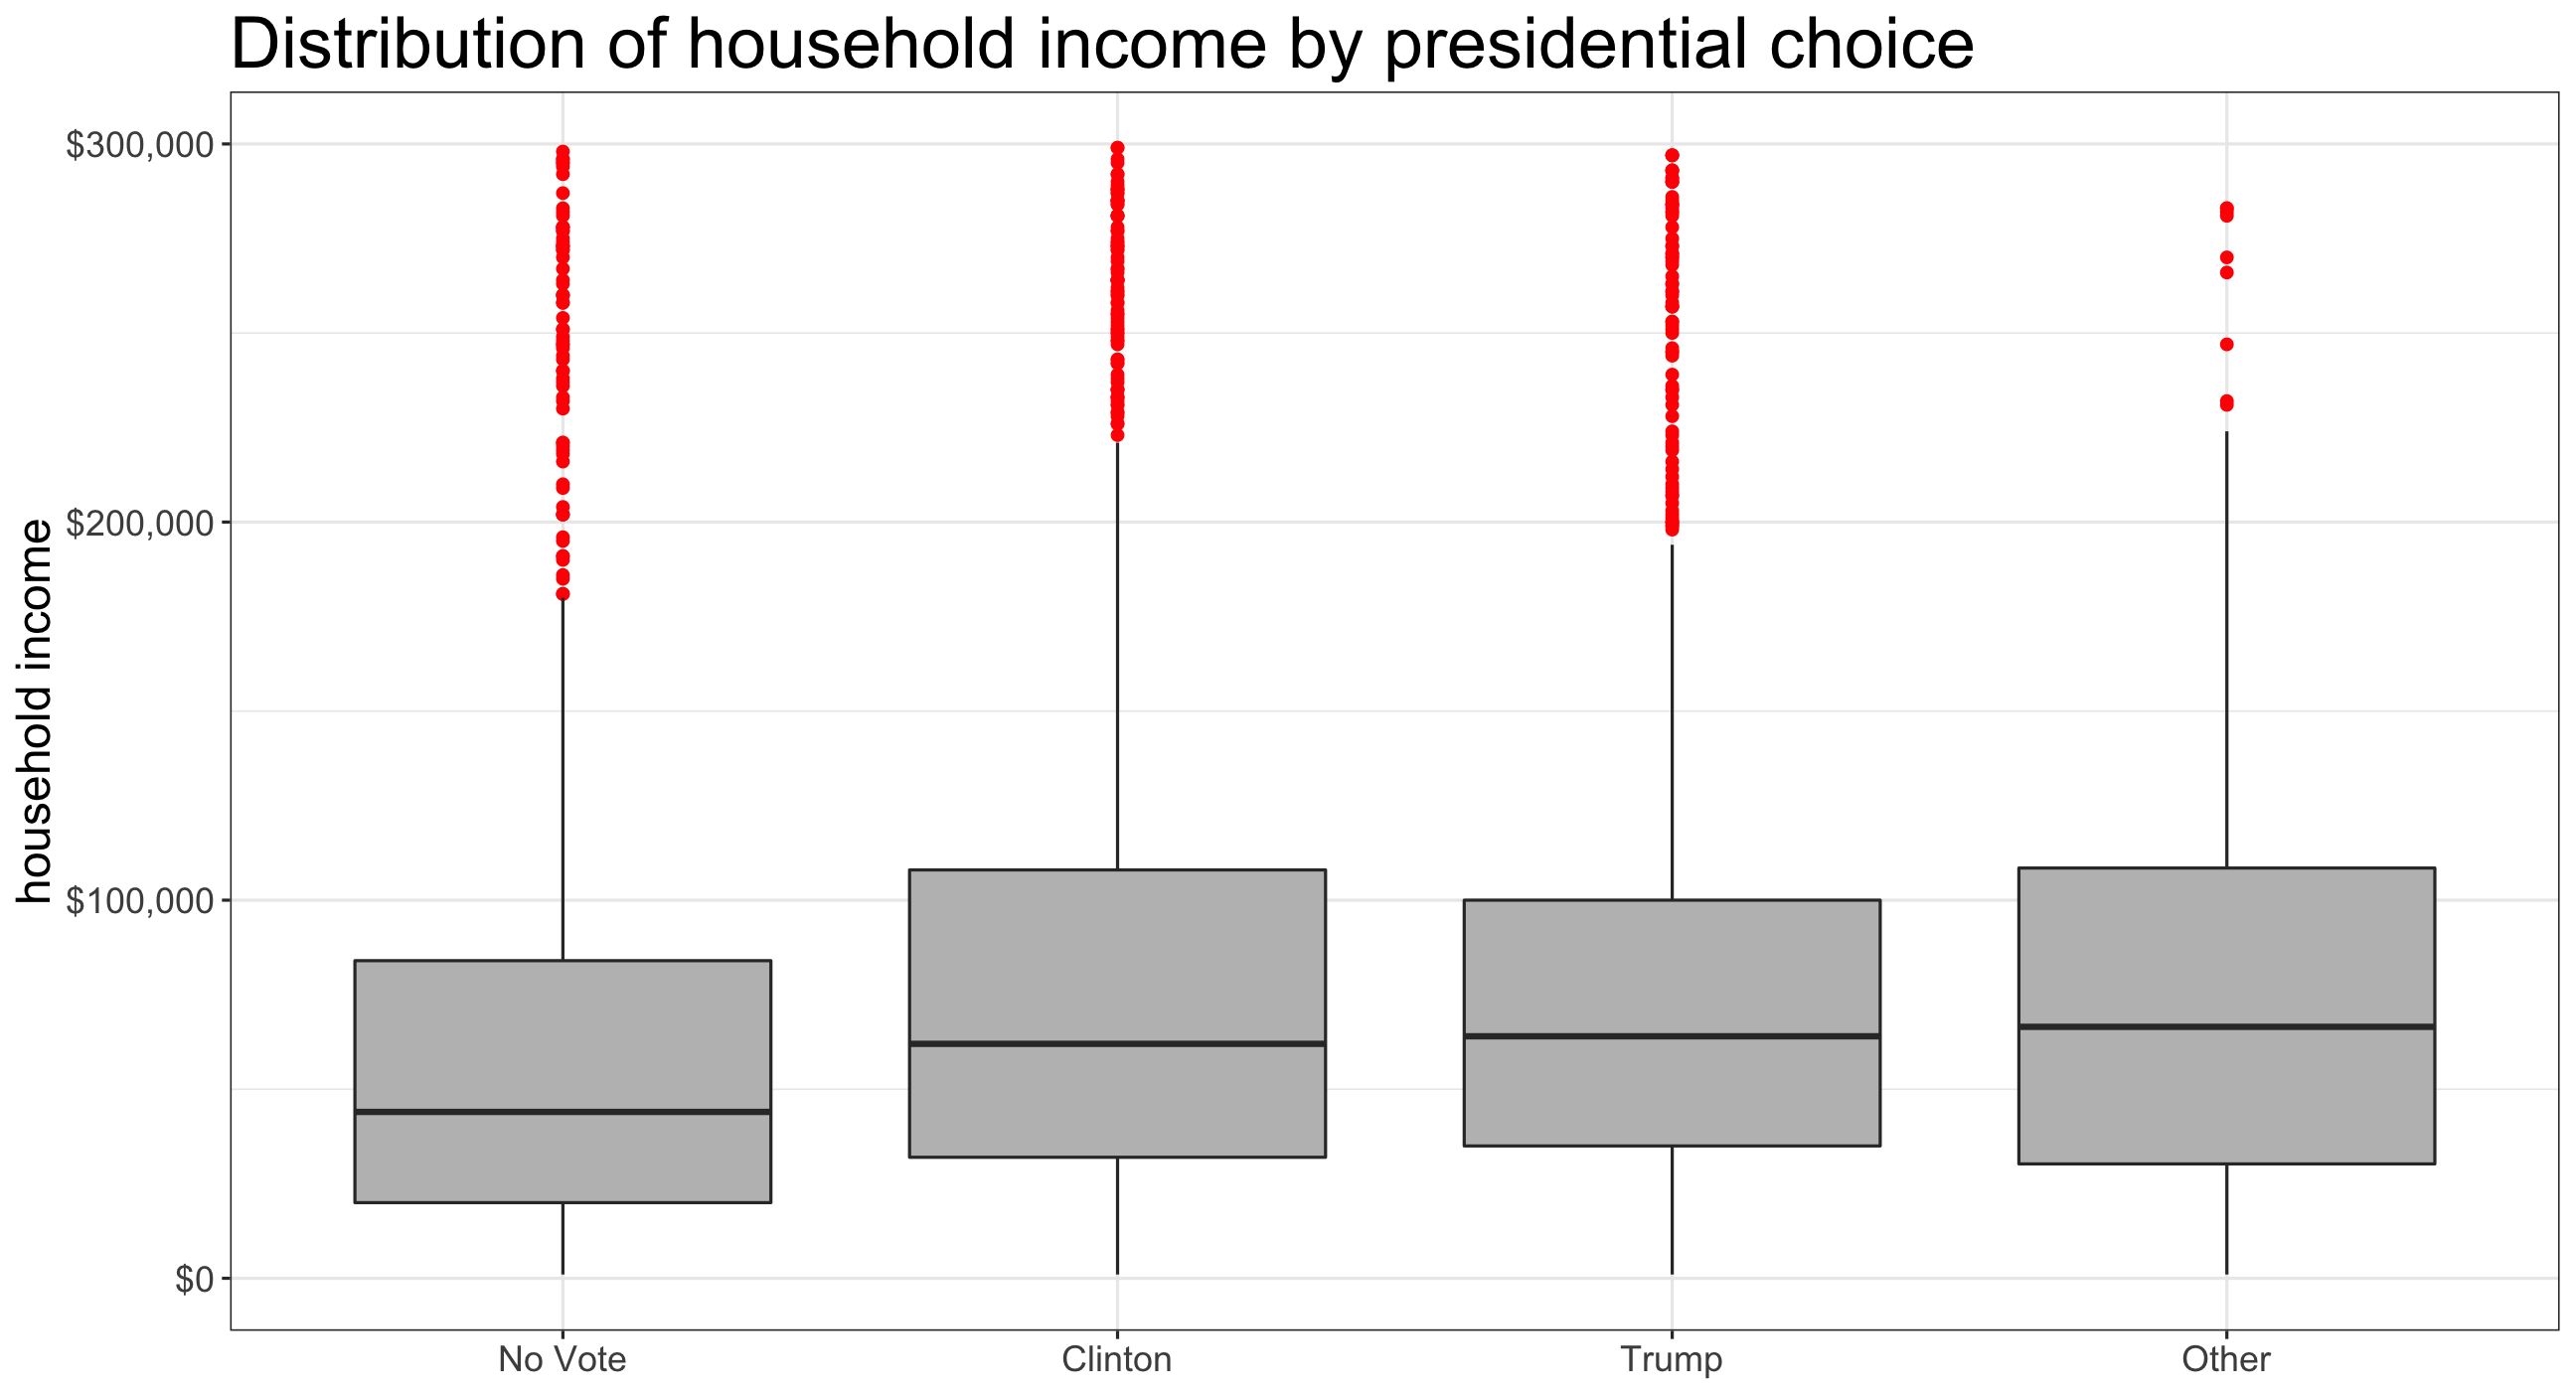 Distribution of household income by presidential choice
household income
$300,000
$200,000
$100,000
$0
No Vote
Clinton
Trump
Other